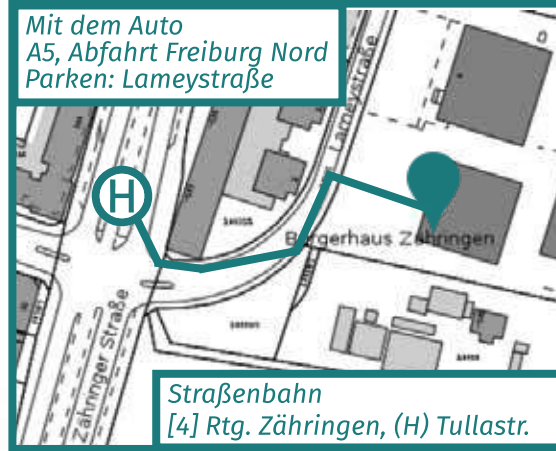 Mit dem Auto
A5, Abfahrt Freiburg Nord
Parken: Lameystraße
Lameystraße
H
Bürgerhaus Zähringen
Zähringer Straße
Straßenbahn
[4] Rtg. Zähringen, (H) Tullastr.